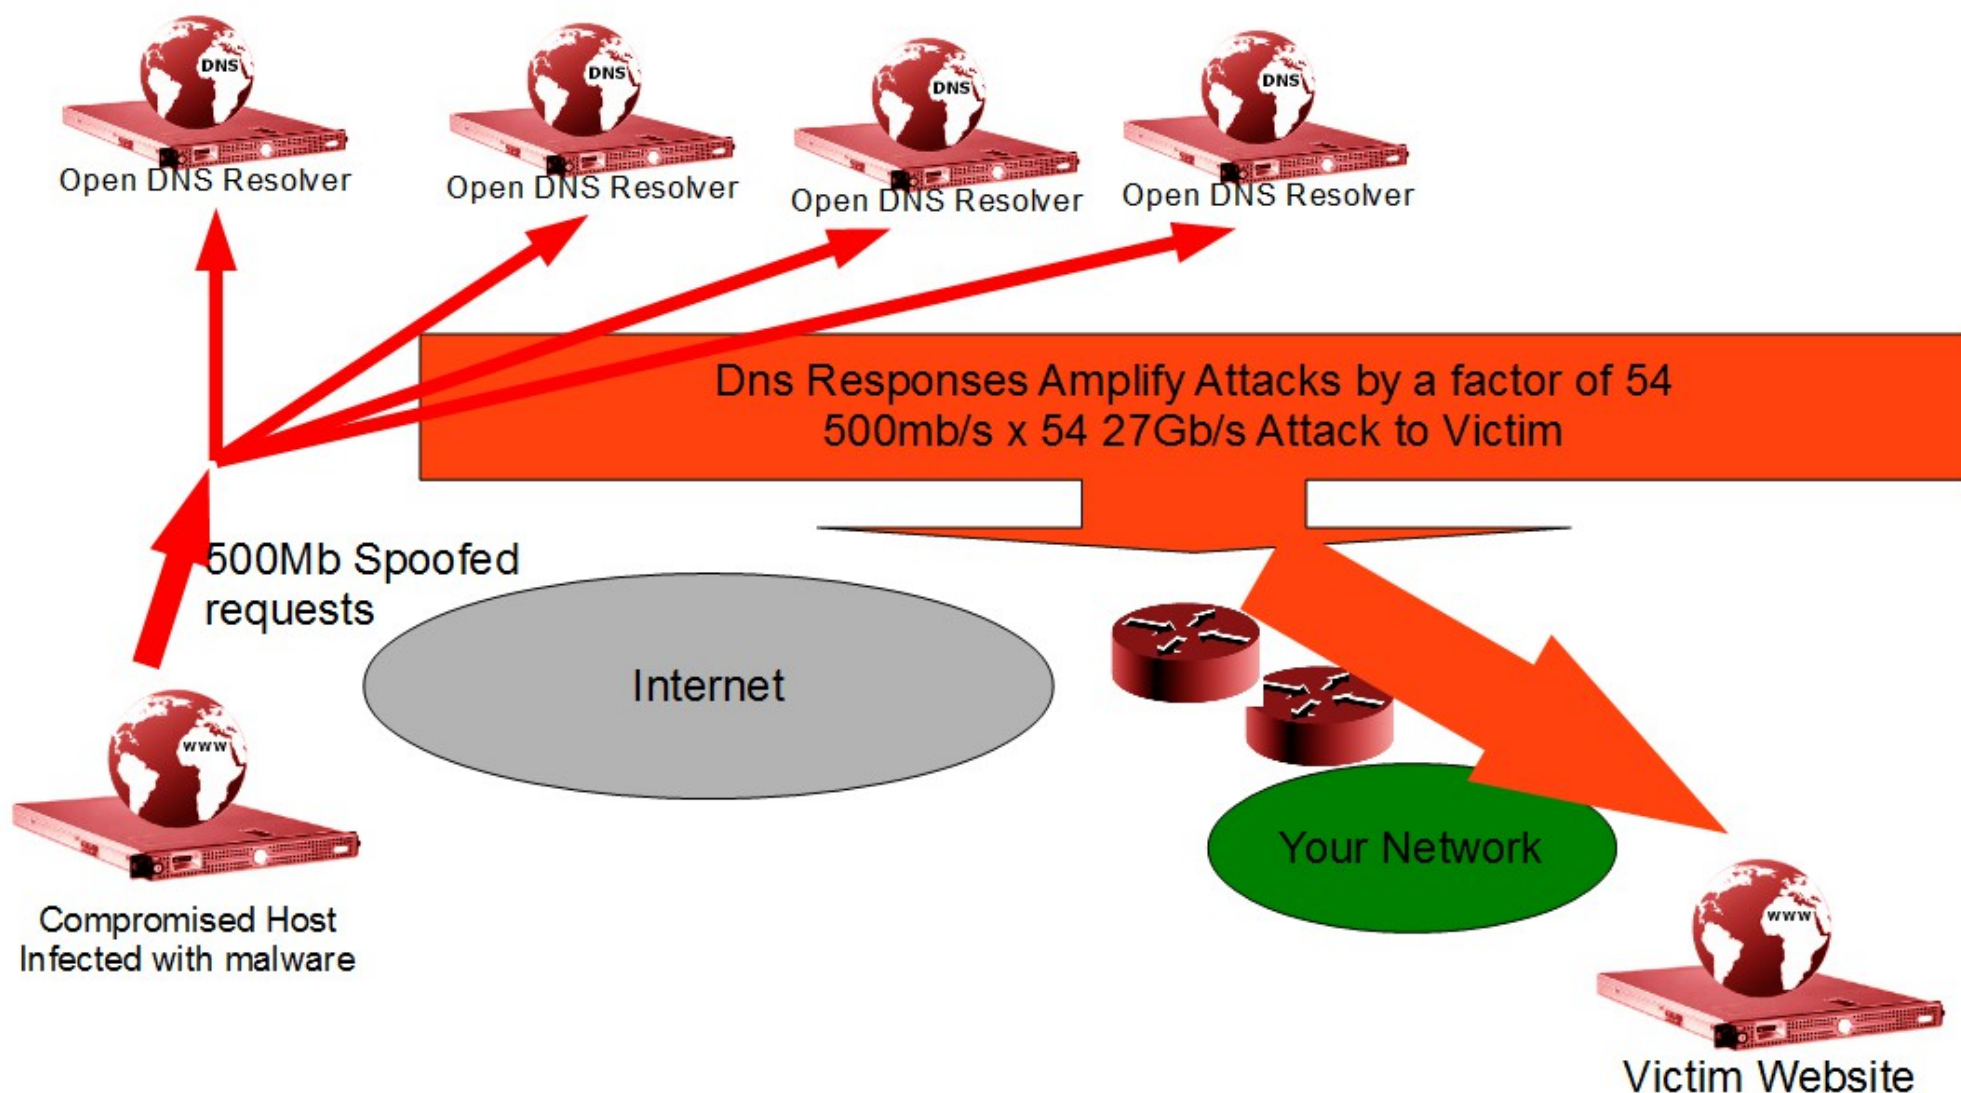 DNS
DNS
DNS
DNS
Open DNS Resolver
Open DNS Resolver
Open DNS Resolver
Open DNS Resolver
Dns Responses Amplify Attacks by a factor of 54
500mb/s x 54 27Gb/s Attack to Victim
500Mb Spoofed
requests
Internet
www
Your Network
Compromised Host
Infected with malware
www
Victim Website